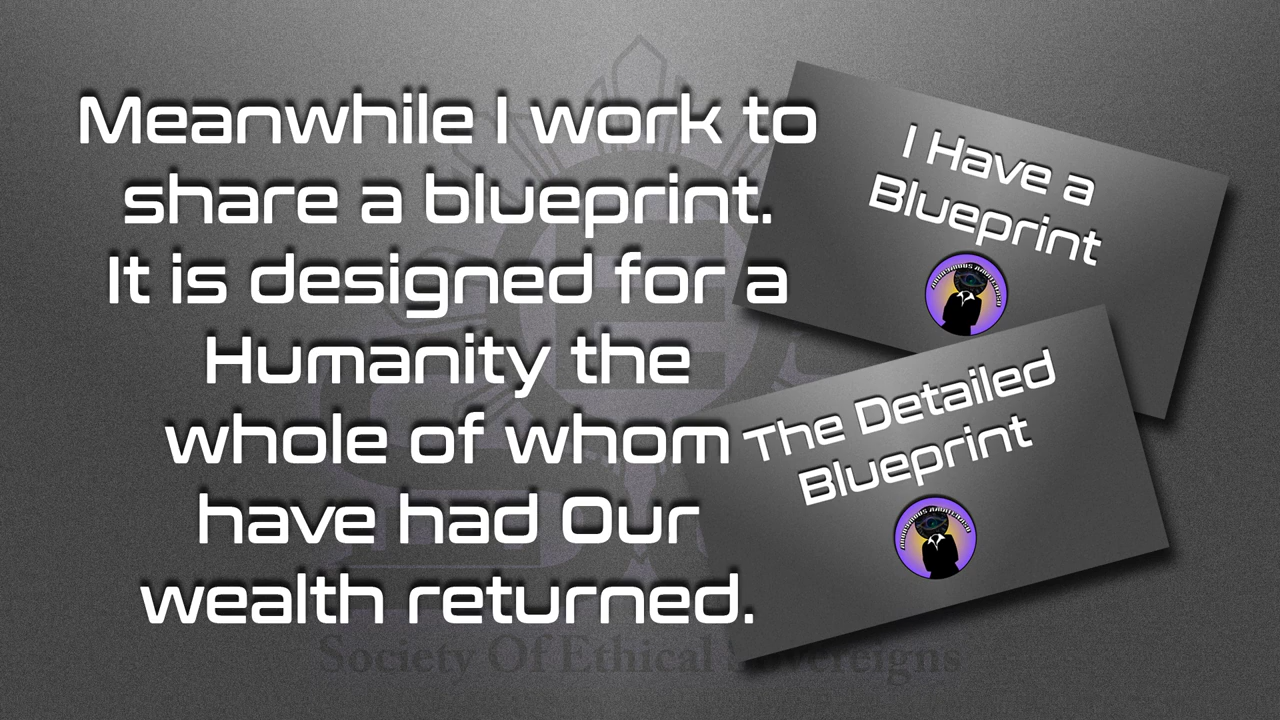 Meanwhile I work to
share a blueprint.
It is designed for a
Humanity the
whole of whom
have had Our
wealth returned.
I Have a
Blueprint
The Detailed
Blueprint
Society Of Ethical